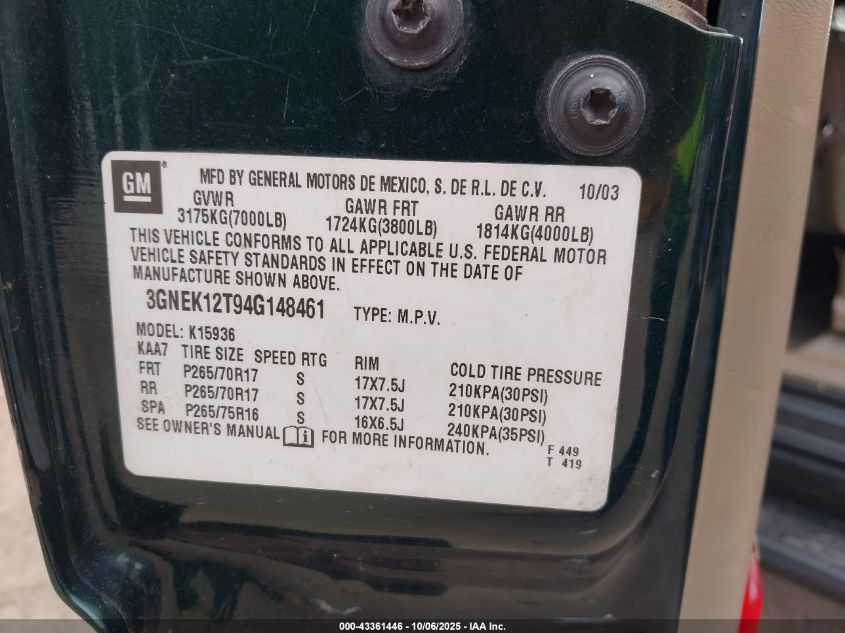 GM ® MFD BY GENERAL MOTORS DE MEXICO, S. DE R.L. DE C.V. 10/03
GVWR GAWR FRT GAWR RR
3175KG(7000LB) 1724KG(3800LB) 1814KG(4000LB)
THIS VEHICLE CONFORMS TO ALL APPLICABLE U.S. FEDERAL MOTOR
VEHICLE SAFETY STANDARDS IN EFFECT ON THE DATE OF
MANUFACTURE SHOWN ABOVE.
3GNEK12T94G148461 TYPE: M.P.V.
MODEL: K15936
KAA7 TIRE SIZE SPEED RTG RIM COLD TIRE PRESSURE
FRT P265/70R17 S 17X7.5J 210KPA(30PSI)
RR P265/70R17 S 17X7.5J 210KPA(30PSI)
SPA P265/75R16 S 16X6.5J 240KPA(35PSI)
SEE OWNER'S MANUAL i FOR MORE INFORMATION.
F 449
T 419
000-43361446 - 10/06/2025 - IAA Inc.